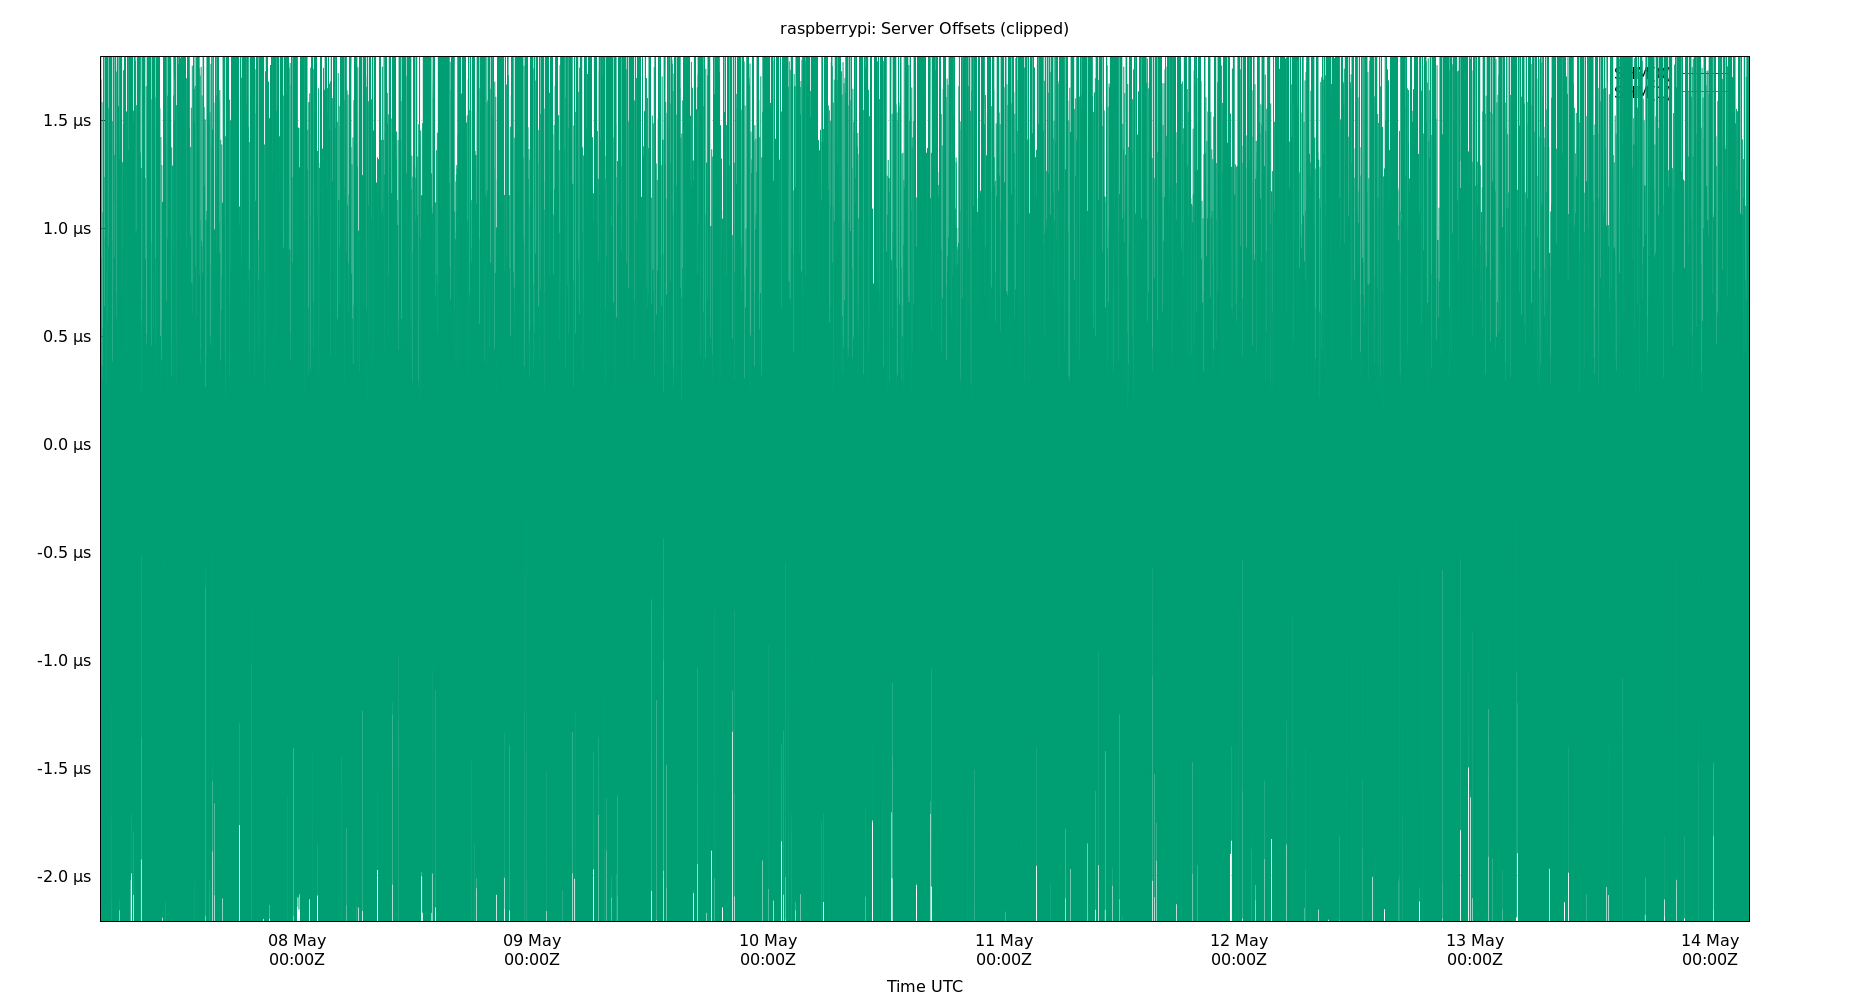 raspberrypi: Server Offsets (clipped)
1.5 µs
1.0 µs
0.5 µs
0.0 µs
-0.5 µs
-1.0 µs
-1.5 µs
-2.0 µs
08 May
00:00Z
09 May
00:00Z
10 May
00:00Z
11 May
00:00Z
12 May
00:00Z
13 May
00:00Z
14 May
00:00Z
Time UTC